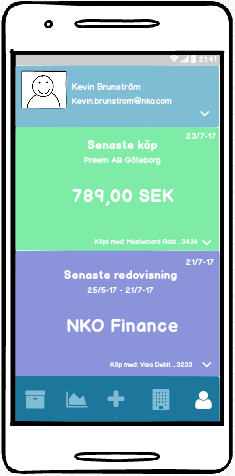 21:41
Kevin Brunström
Kevin.brunstrom@nko.com
23/7-17
Senaste köp
Preem AB Göteborg
789,00 SEK
Köpt med: Mastercard Gold ...3434
21/7-17
Senaste redovisning
25/5-17 - 21/7-17
NKO Finance
Köp med: Visa Debit ...3233